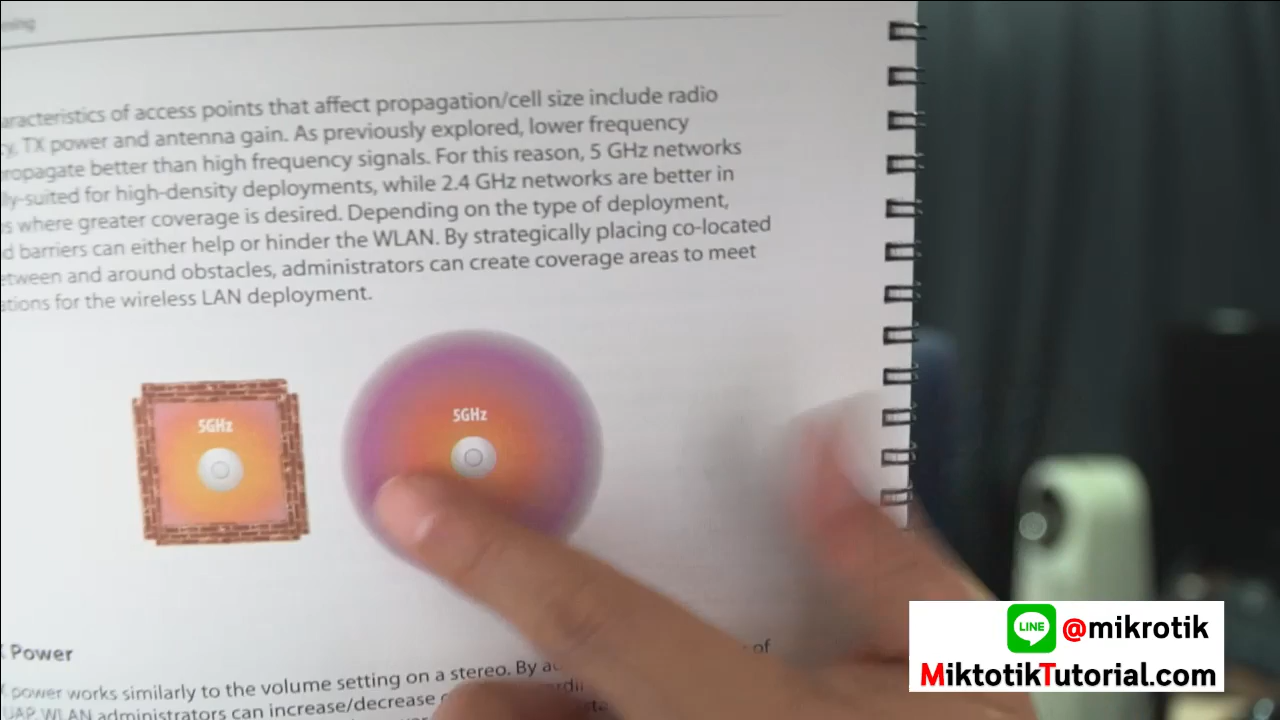 aracteristics of access points that affect propagation/cell size include radio
y, TX power and antenna gain. As previously explored, lower frequency
ropagate better than high frequency signals. For this reason, 5 GHz networks
lly-suited for high-density deployments, while 2.4 GHz networks are better in
s where greater coverage is desired. Depending on the type of deployment,
d barriers can either help or hinder the WLAN. By strategically placing co-located
etween and around obstacles, administrators can create coverage areas to meet
ations for the wireless LAN deployment.
5GHz
5GHz
X Power
X power works similarly to the volume setting on a stereo. By of
UAP WLAN administrators can increase/decrease
LINE @mikrotik
MiktotikTutorial.com